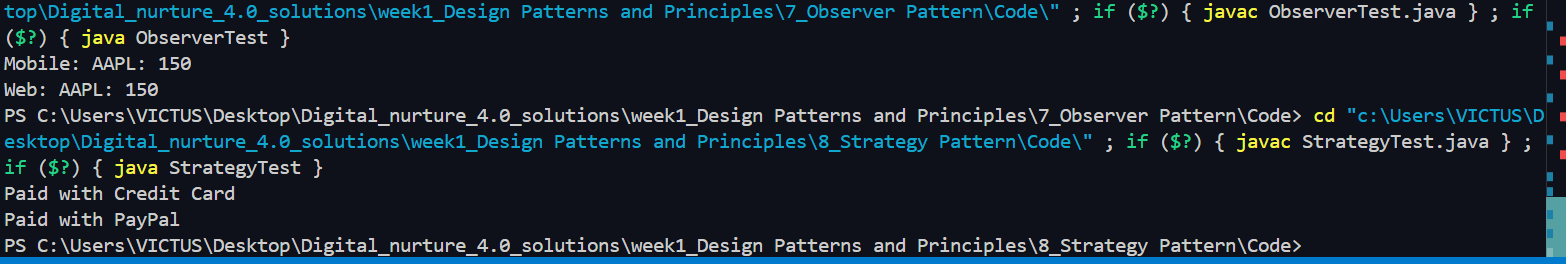 top\Digital_nurture_4.0_solutions\week1_Design Patterns and Principles\7_Observer Pattern\Code\" ; if ($?) { javac ObserverTest.java } ; if
($?) { java ObserverTest }
Mobile: AAPL: 150
Web: AAPL: 150
PS C:\Users\VICTUS\Desktop\Digital_nurture_4.0_solutions\week1_Design Patterns and Principles\7_Observer Pattern\Code> cd "c:\Users\VICTUS\D
esktop\Digital_nurture_4.0_solutions\week1_Design Patterns and Principles\8_Strategy Pattern\Code\" ; if ($?) { javac StrategyTest.java } ;
if ($?) { java StrategyTest }
Paid with Credit Card
Paid with PayPal
PS C:\Users\VICTUS\Desktop\Digital_nurture_4.0_solutions\week1_Design Patterns and Principles\8_Strategy Pattern\Code>